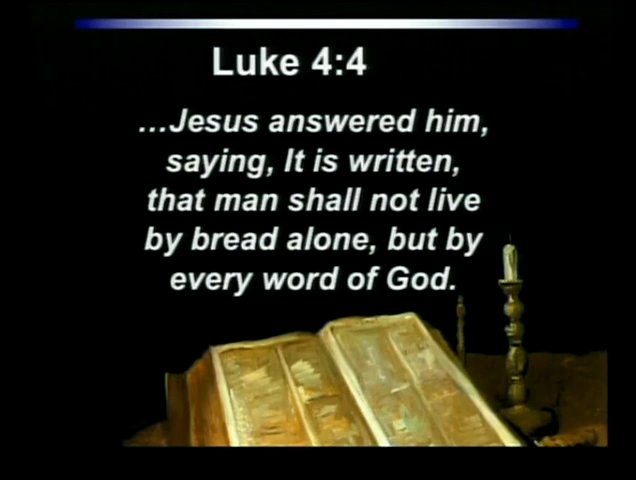 Luke 4:4
...Jesus answered him,
saying, It is written,
that man shall not live
by bread alone, but by
every word of God.